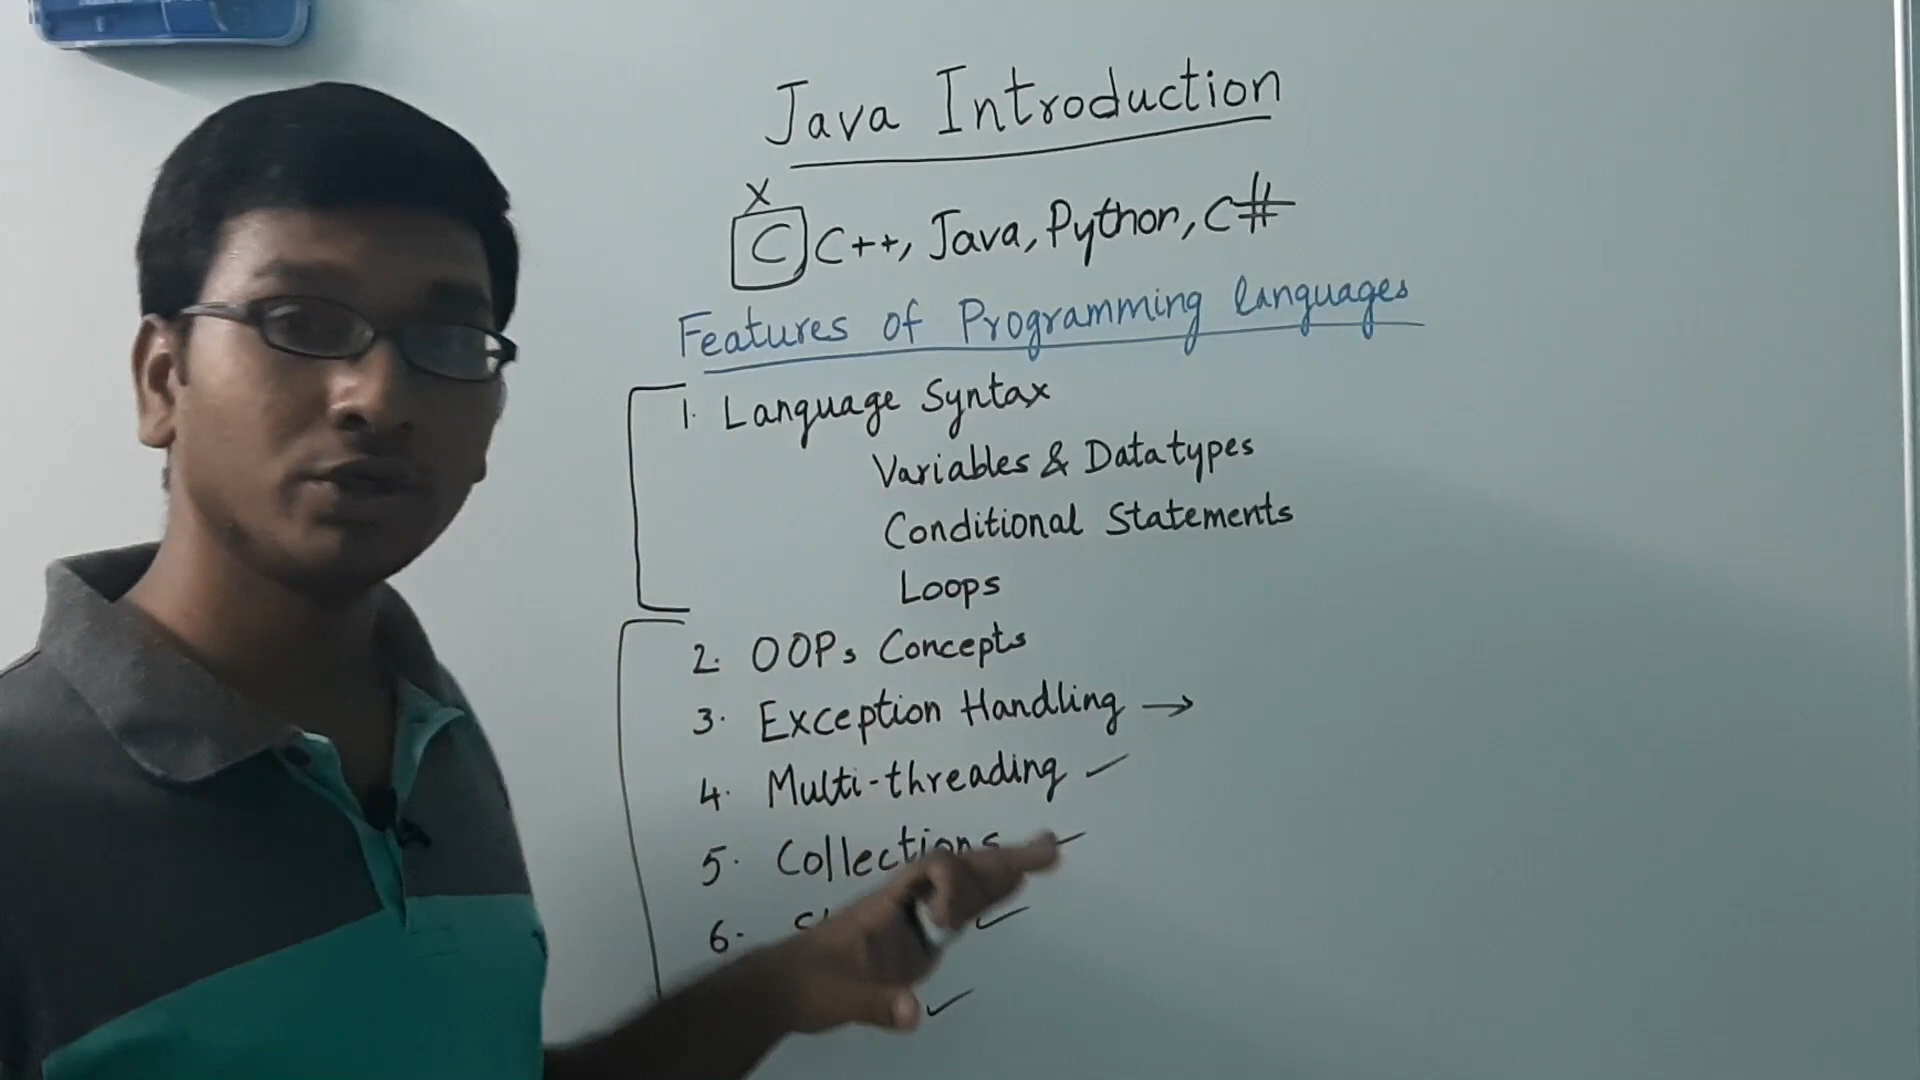 Java Introduction
X
C C++, Java, Python, C#
Features of Programming languages
1. Language Syntax
Variables & Datatypes
Conditional Statements
Loops
2. OOPs Concepts
3. Exception Handling →
4. Multi-threading ✓
5. Collections ✓
6. ✓
✓